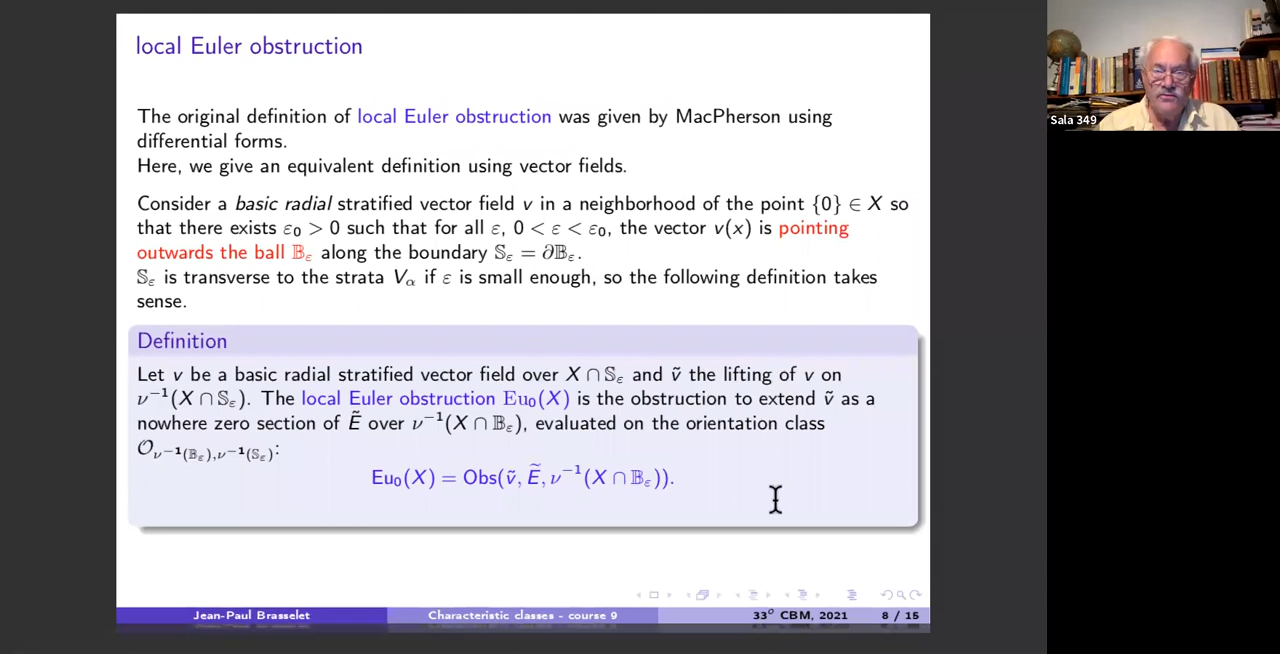 local Euler obstruction
The original definition of local Euler obstruction was given by MacPherson using
differential forms.
Here, we give an equivalent definition using vector fields.
Consider a basic radial stratified vector field v in a neighborhood of the point {0} ∈ X so
that there exists ε₀ > 0 such that for all ε, 0 < ε < ε₀, the vector v(x) is pointing
outwards the ball 𝔹_ε along the boundary 𝕊_ε = ∂𝔹_ε.
𝕊_ε is transverse to the strata V_α if ε is small enough, so the following definition takes
sense.
Definition
Let v be a basic radial stratified vector field over X ∩ 𝕊_ε and ṽ the lifting of v on
ν⁻¹(X ∩ 𝕊_ε). The local Euler obstruction Eu₀(X) is the obstruction to extend ṽ as a
nowhere zero section of Ẽ over ν⁻¹(X ∩ 𝔹_ε), evaluated on the orientation class
𝒪_{ν⁻¹(𝔹_ε),ν⁻¹(𝕊_ε)}:
Eu₀(X) = Obs(ṽ, Ẽ, ν⁻¹(X ∩ 𝔹_ε)).
Jean-Paul Brasselet
Characteristic classes - course 9
33° CBM, 2021
8 / 15
Sala 349